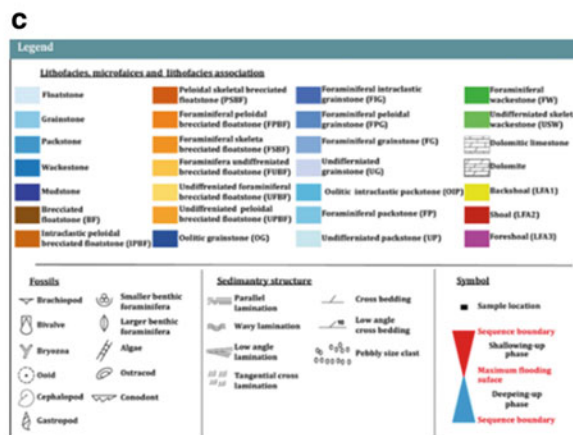 c
Legend
Lithofacies, microfaices and lithofacies association
Floatstone
Grainstone
Packstone
Wackestone
Mudstone
Brecciated
floatstone (BF)
Intraclastic peloidal
brecciated floatstone (IPBF)
Peloidal skeletal brecciated
floatstone (PSBF)
Foraminiferal peloidal
brecciated floatstone (FPBF)
Foraminiferal skeleta
brecciated floatstone (FSBF)
Foraminifera undiffreniated
brecciated floatstone (FUBF)
Undiffreniated foraminiferal
brecciated floatstone (UFBF)
Undiffreniated peloidal
brecciated floatstone (UPBF)
Oolitic grainstone (OG)
Foraminiferal intraclastic
grainstone (FIG)
Foraminiferal peloidal
grainstone (FPG)
Foraminiferal grainstone (FG)
Undifferniated
grainstone (UG)
Oolitic intraclastic packstone (OIP)
Foraminiferal packstone (FP)
Undifferniated packstone (UP)
Foraminiferal
wackestone (FW)
Undifferniated skelet
wackestone (USW)
Dolomitic limestone
Dolomite
Backshoal (LFA1)
Shoal (LFA2)
Foreshoal (LFA3)
Fossils
Brachiopod
Bivalve
Bryozoa
Ooid
Cephalopod
Gastropod
Smaller benthic
foraminifera
Larger benthic
foraminifera
Algae
Ostracod
Conodont
Sedimantry structure
Parallel
lamination
Wavy lamination
Low angle
lamination
Tangential cross
lamination
Cross bedding
Low angle
cross bedding
Pebbly size clast
Symbol
Sample location
Sequence boundary
Shallowing-up
phase
Maximum flooding
suface
Deepeing-up
phase
Sequence boundary